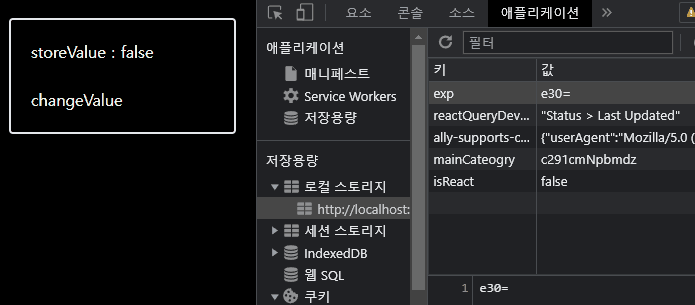 storeValue : false
changeValue
요소 콘솔 소스 애플리케이션 »
애플리케이션
매니페스트
Service Workers
저장용량
저장용량
로컬 스토리지
http://localhost:
세션 스토리지
IndexedDB
웹 SQL
쿠키
필터
키 값
exp e30=
reactQueryDev... "Status > Last Updated"
ally-supports-c... {"userAgent":"Mozilla/5.0 (
mainCateogry c291cmNpbmdz
isReact false
1 e30=